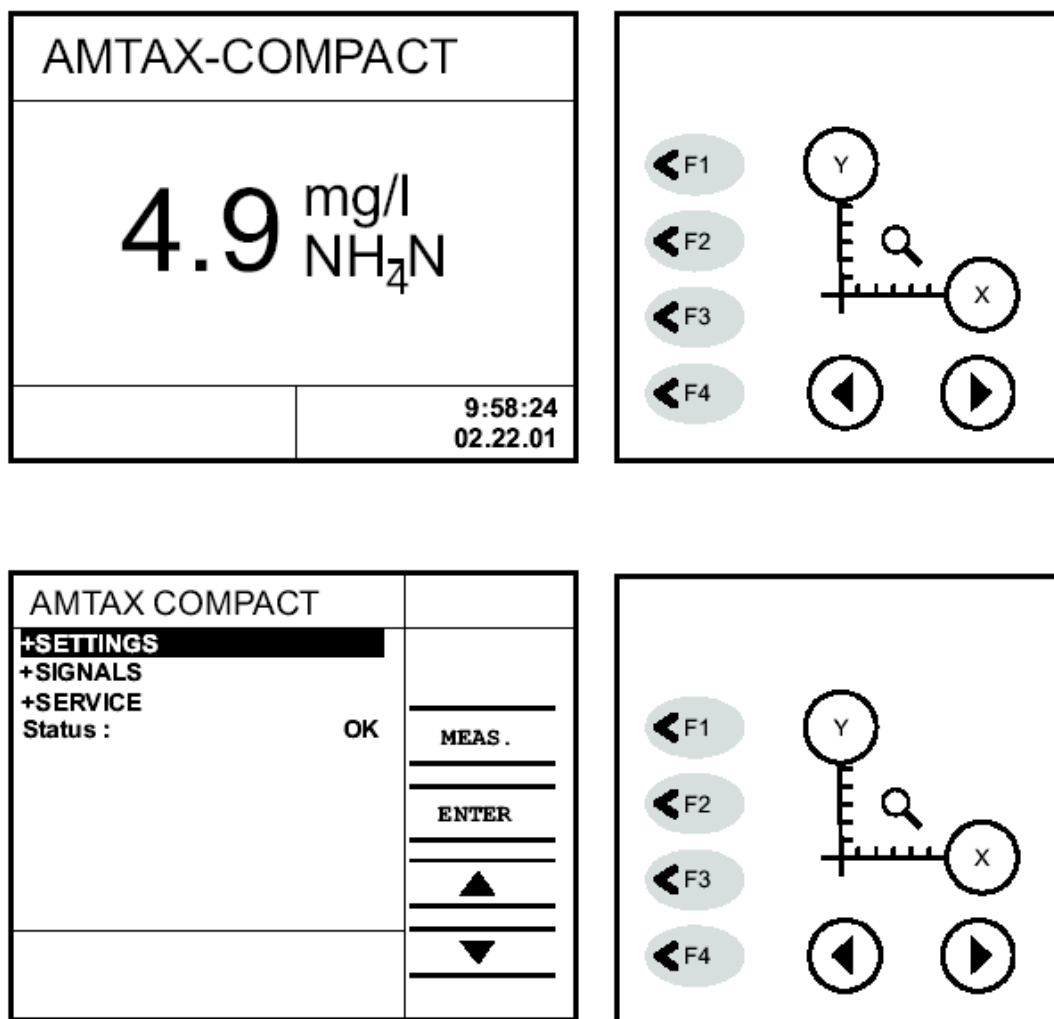 AMTAX-COMPACT
4.9 mg/l
NH4-N
9:58:24
02.22.01
F1
F2
F3
F4
Y
X
AMTAX COMPACT
+SETTINGS
+SIGNALS
+SERVICE
Status : OK
MEAS.
ENTER
F1
F2
F3
F4
Y
X